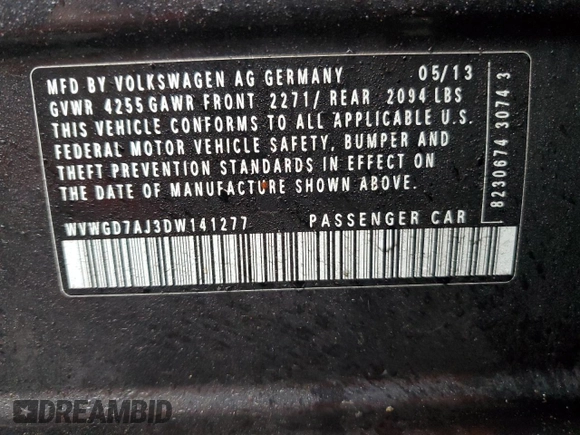 MFD BY VOLKSWAGEN AG GERMANY 05/13
GVWR 4255 GAWR FRONT 2271/ REAR 2094 LBS
THIS VEHICLE CONFORMS TO ALL APPLICABLE U.S.
FEDERAL MOTOR VEHICLE SAFETY, BUMPER AND
THEFT PREVENTION STANDARDS IN EFFECT ON
THE DATE OF MANUFACTURE SHOWN ABOVE.
WVWGD7AJ3DW141277 PASSENGER CAR
8230674 3074 3
DREAMBID